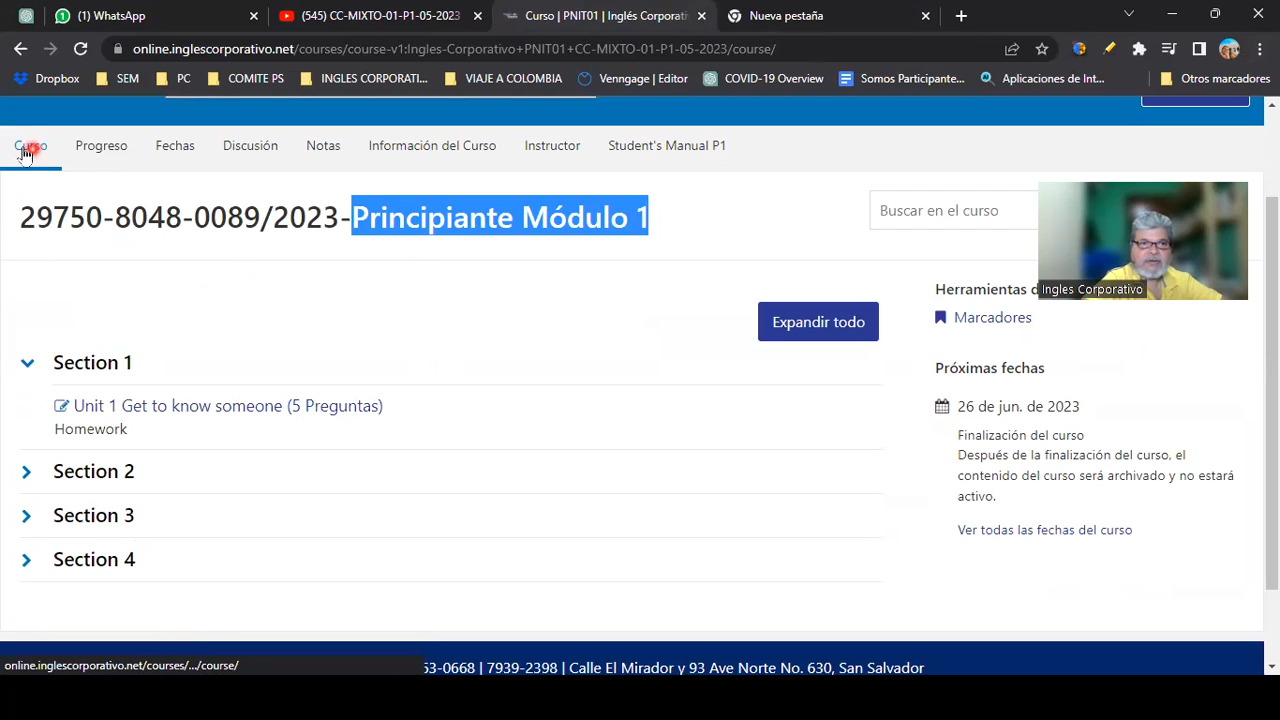 (1) WhatsApp
(545) CC-MIXTO-01-P1-05-2023
Curso | PNIT01 | Inglés Corporati
Nueva pestaña
online.inglescorporativo.net/courses/course-v1:Ingles-Corporativo+PNIT01+CC-MIXTO-01-P1-05-2023/course/
Dropbox
SEM
PC
COMITE PS
INGLES CORPORATI...
VIAJE A COLOMBIA
Venngage | Editor
COVID-19 Overview
Somos Participante...
Aplicaciones de Int...
Otros marcadores
Curso
Progreso
Fechas
Discusión
Notas
Información del Curso
Instructor
Student's Manual P1
29750-8048-0089/2023-Principiante Módulo 1
Buscar en el curso
Ingles Corporativo
Herramientas d
Marcadores
Expandir todo
Section 1
Unit 1 Get to know someone (5 Preguntas)
Homework
Section 2
Section 3
Section 4
Próximas fechas
26 de jun. de 2023
Finalización del curso
Después de la finalización del curso, el
contenido del curso será archivado y no estará
activo.
Ver todas las fechas del curso
online.inglescorporativo.net/courses/.../course/
53-0668 | 7939-2398 | Calle El Mirador y 93 Ave Norte No. 630, San Salvador